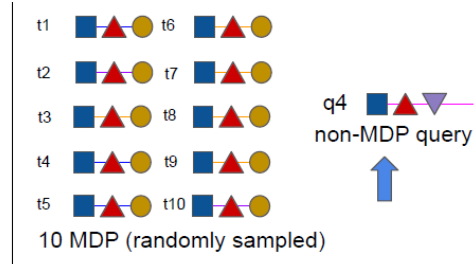 t1 t6
t2 t7
t3 t8
t4 t9
t5 t10
10 MDP (randomly sampled)
q4
non-MDP query